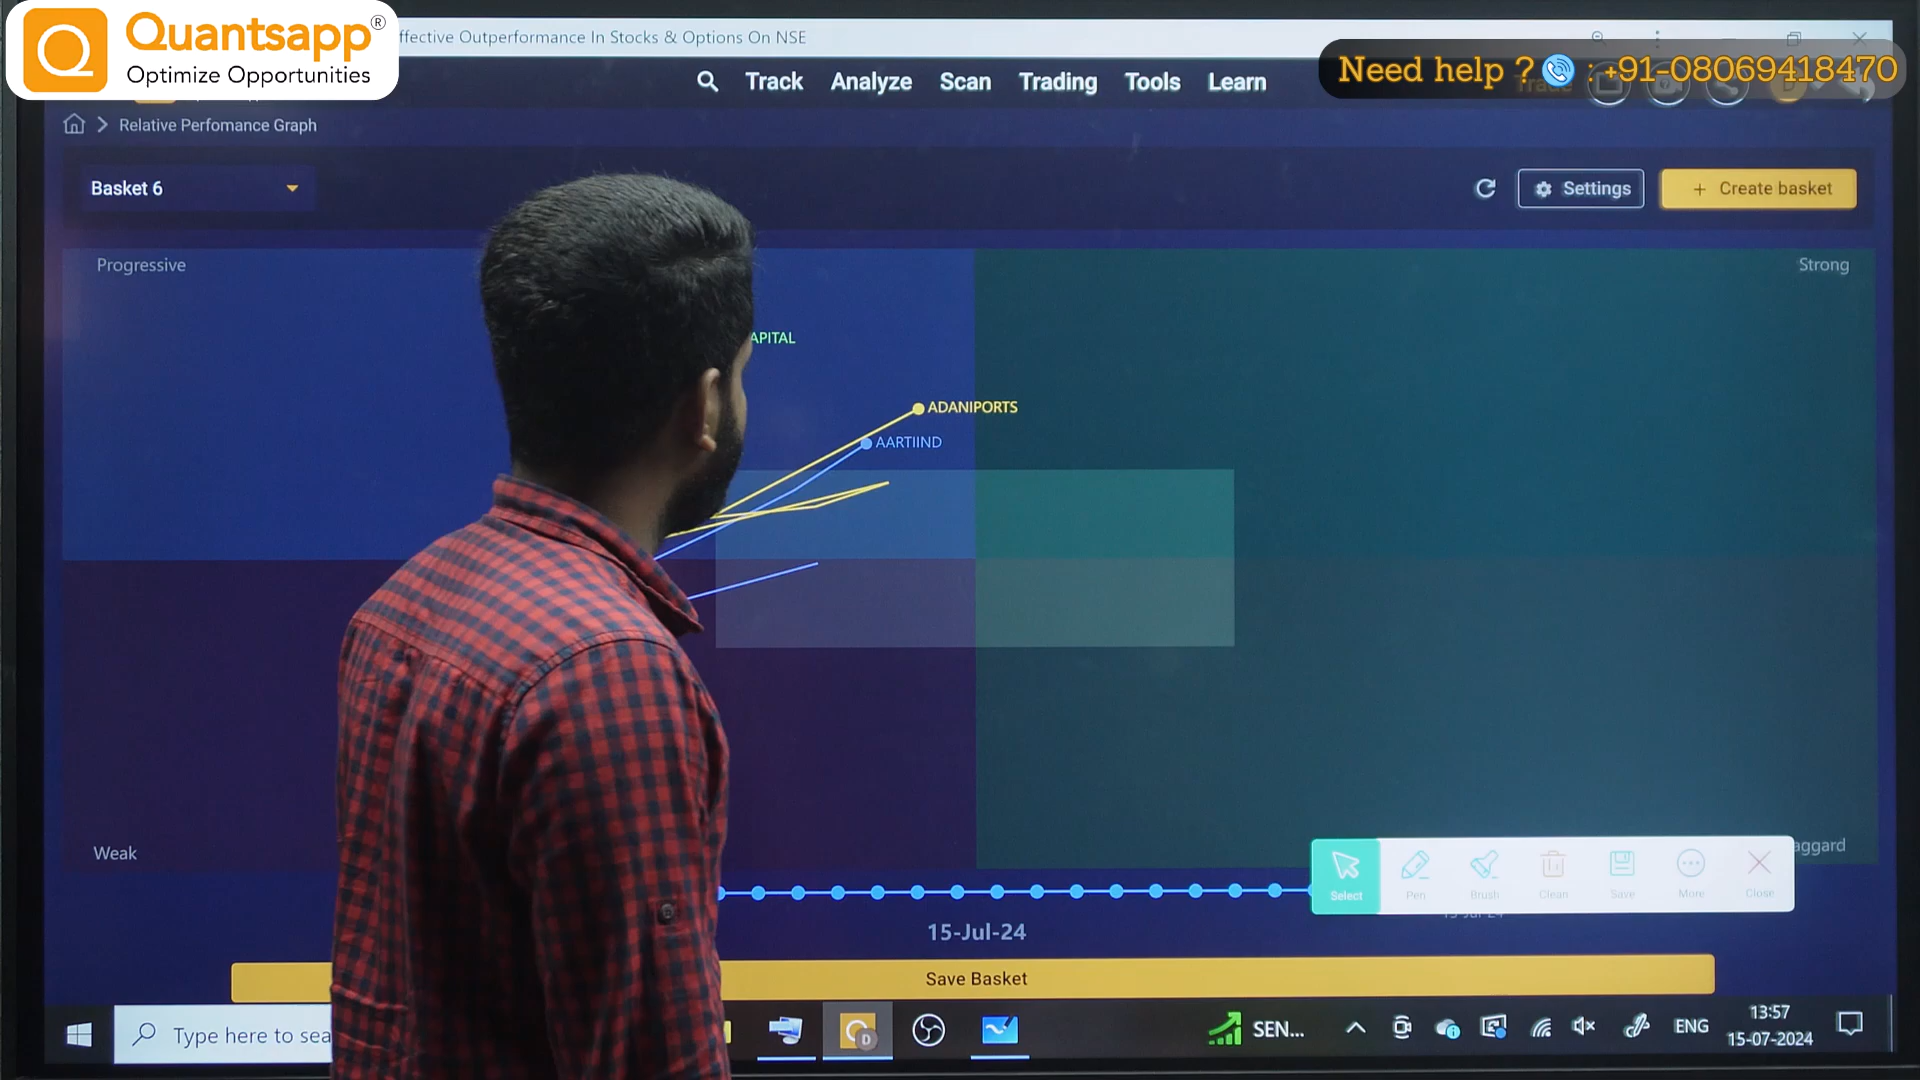 Quantsapp®
Optimize Opportunities
ffective Outperformance In Stocks & Options On NSE
Need help ? : +91-08069418470
Track Analyze Scan Trading Tools Learn
Relative Perfomance Graph
Basket 6
Settings
+ Create basket
Progressive
Strong
APITAL
ADANIPORTS
AARTIIND
Weak
aggard
Select Pen Brush Clean Save More Close
15-Jul-24
Save Basket
Type here to sea
SEN...
ENG
13:57
15-07-2024